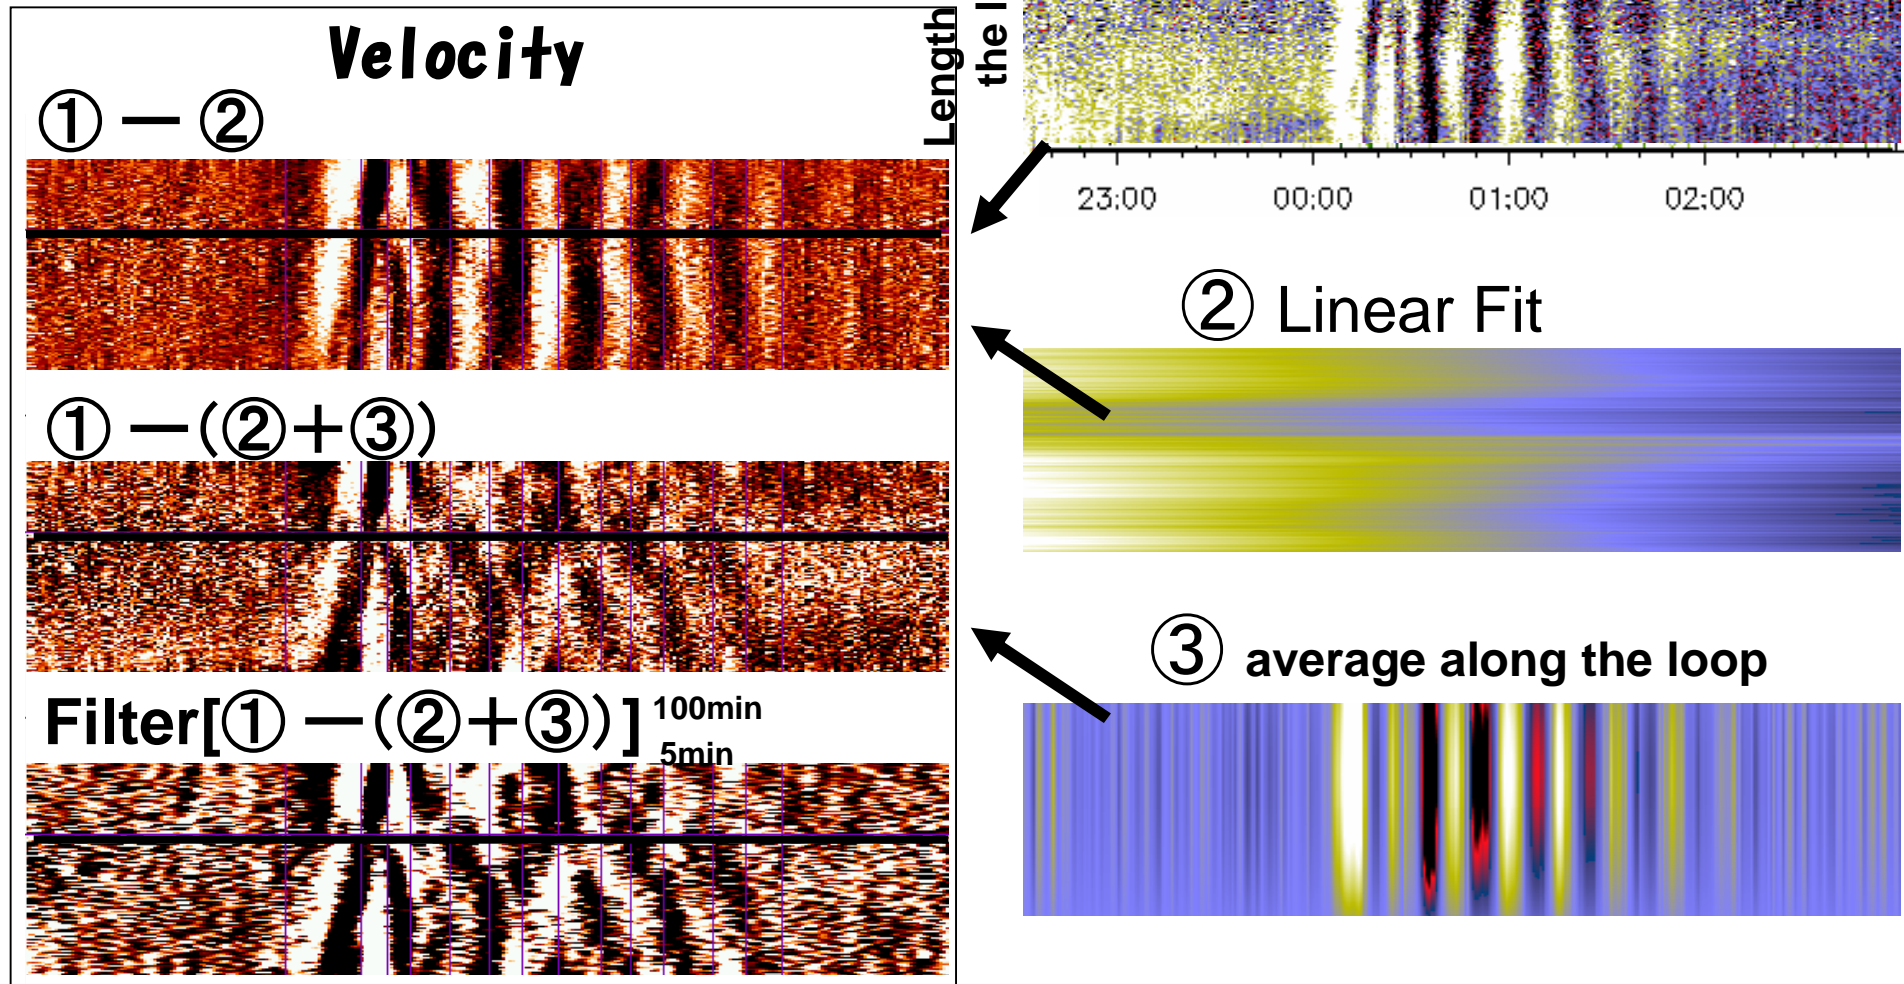 Velocity
①－②
①－(②＋③)
Filter[①－(②＋③)] 100min
5min
Length
the
23:00 00:00 01:00 02:00
② Linear Fit
③ average along the loop